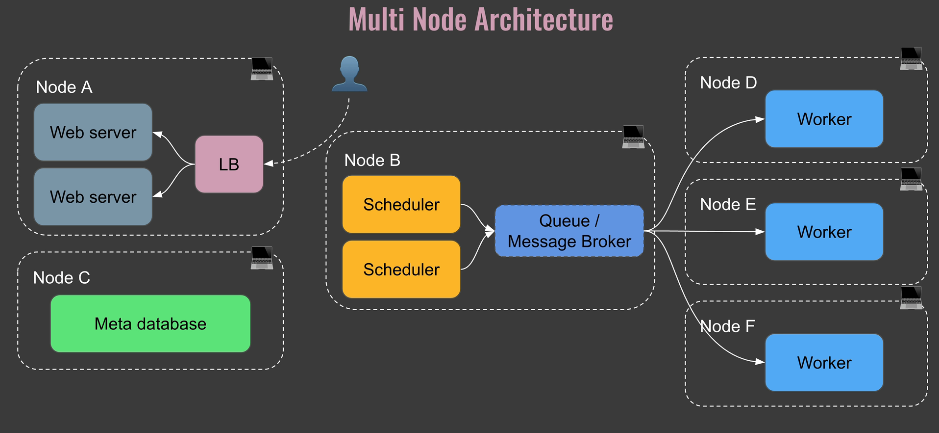 Multi Node Architecture
Node A
Web server
Web server
LB
Node C
Meta database
Node B
Scheduler
Scheduler
Queue /
Message Broker
Node D
Worker
Node E
Worker
Node F
Worker